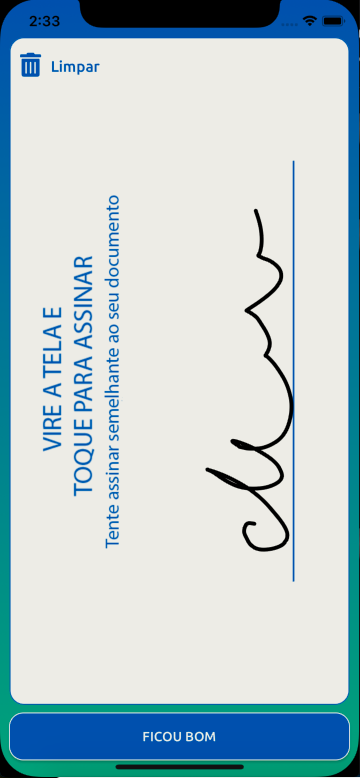 2:33
Limpar
VIRE A TELA E
TOQUE PARA ASSINAR
Tente assinar semelhante ao seu documento
FICOU BOM